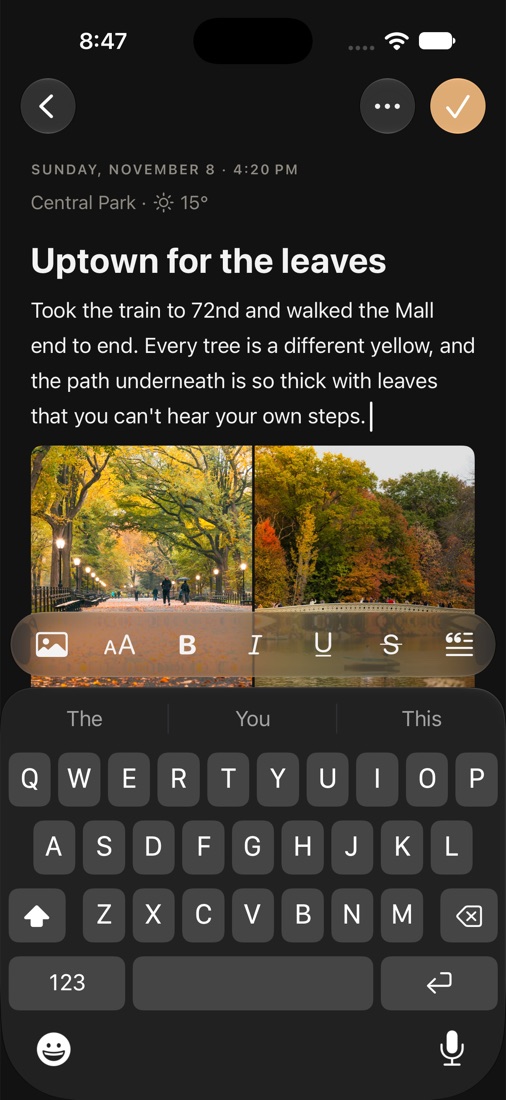 8:47
SUNDAY, NOVEMBER 8 · 4:20 PM
Central Park · 15°
Uptown for the leaves
Took the train to 72nd and walked the Mall
end to end. Every tree is a different yellow, and
the path underneath is so thick with leaves
that you can't hear your own steps.
AA B I U S
The You This
Q W E R T Y U I O P
A S D F G H J K L
Z X C V B N M
123